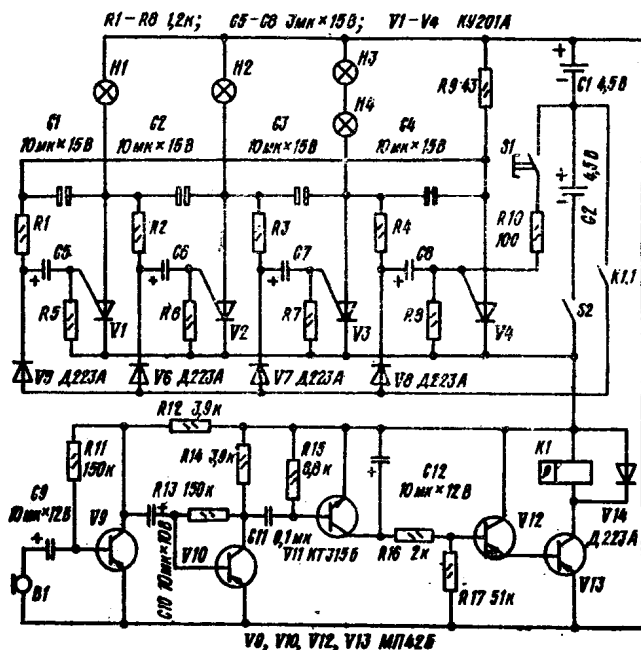 R1-R8 1,2к; C5-C8 3мк×15В; V1-V4 КУ201А
H1
H2
H3
H4
R9 43
+
-
G1 4,5В
C1
10мк×15В
C2
10мк×15В
C3
10мк×15В
C4
10мк×15В
S1
+
-
4,5В
G2
R1
R2
R3
R4
R10
100
C5
C6
C7
C8
K1.1
+
+
+
+
R5
R6
R7
R8
V1
V2
V3
V4
S2
V5 Д223А
V6 Д223А
V7 Д223А
V8 Д223А
R12 3,9к
R11
150к
R14 3,9к
R15
6,8к
K1
C9
10мк×12В
R13 150к
C12
10мк×12В
+
+
+
V9
V10
C10 10мк×10В
C11 0,1мк
V11 КТ315Б
R16 2к
V12
V14
Д223А
V13
B1
R17 51к
V9, V10, V12, V13 МП42Б